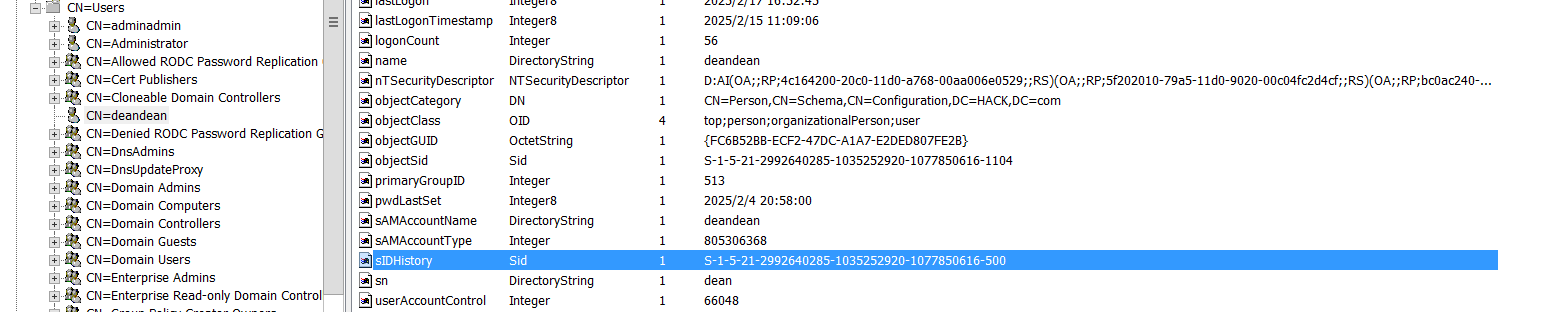 CN=Users
CN=adminadmin
CN=Administrator
CN=Allowed RODC Password Replication
CN=Cert Publishers
CN=Cloneable Domain Controllers
CN=deandean
CN=Denied RODC Password Replication G
CN=DnsAdmins
CN=DnsUpdateProxy
CN=Domain Admins
CN=Domain Computers
CN=Domain Controllers
CN=Domain Guests
CN=Domain Users
CN=Enterprise Admins
CN=Enterprise Read-only Domain Control
CN=Group Policy Creator Owners
lastLogon Integer8 1 2025/2/17 16:52:45
lastLogonTimestamp Integer8 1 2025/2/15 11:09:06
logonCount Integer 1 56
name DirectoryString 1 deandean
nTSecurityDescriptor NTSecurityDescriptor 1 D:AI(OA;;RP;4c164200-20c0-11d0-a768-00aa006e0529;;RS)(OA;;RP;5f202010-79a5-11d0-9020-00c04fc2d4cf;;RS)(OA;;RP;bc0ac240-...
objectCategory DN 1 CN=Person,CN=Schema,CN=Configuration,DC=HACK,DC=com
objectClass OID 4 top;person;organizationalPerson;user
objectGUID OctetString 1 {FC6B52BB-ECF2-47DC-A1A7-E2DED807FE2B}
objectSid Sid 1 S-1-5-21-2992640285-1035252920-1077850616-1104
primaryGroupID Integer 1 513
pwdLastSet Integer8 1 2025/2/4 20:58:00
sAMAccountName DirectoryString 1 deandean
sAMAccountType Integer 1 805306368
sIDHistory Sid 1 S-1-5-21-2992640285-1035252920-1077850616-500
sn DirectoryString 1 dean
userAccountControl Integer 1 66048